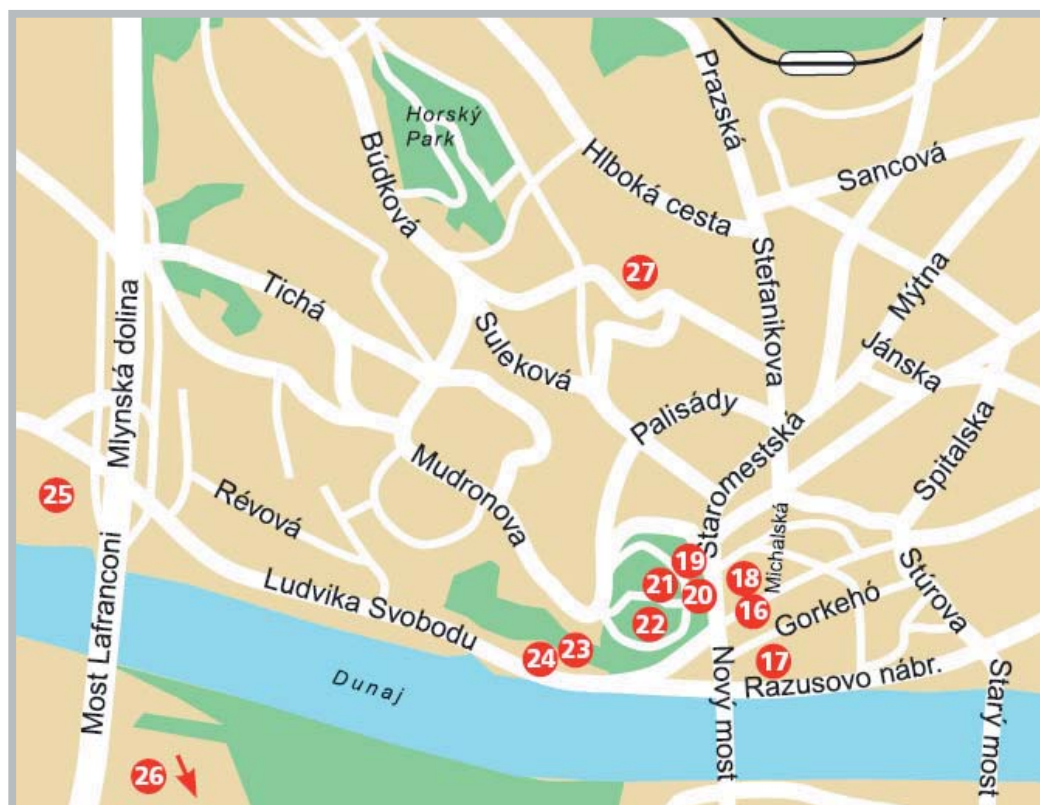 Horský
Park
Prazská
Búdková
Hlboká cesta
Sancová
27
Stefanikova
Mýtna
Tichá
Mlynská dolina
Suleková
Jánska
Palisády
Staromestská
Spitalska
25
Révová
Mudronova
Michalská
19
18
21
20
16
Stúrova
Ludvika Svobodu
22
Gorkehó
Most Lafranconi
24
23
17
Razusovo nábr.
Dunaj
Nový most
Starý most
26